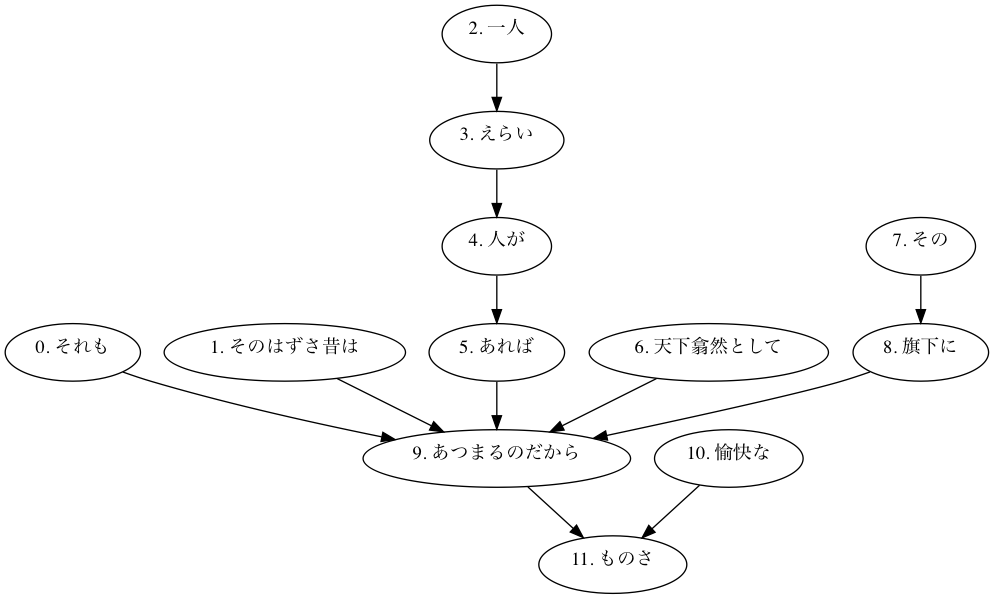 2. 一人
3. えらい
4. 人が
7. その
0. それも
1. そのはずさ昔は
5. あれば
6. 天下翕然として
8. 旗下に
9. あつまるのだから
10. 愉快な
11. ものさ